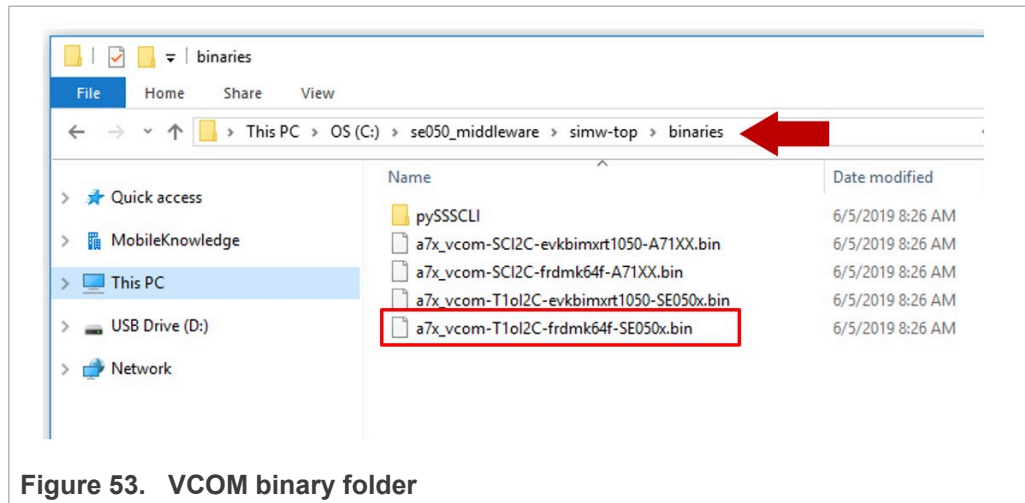 binaries
File Home Share View
This PC > OS (C:) > se050_middleware > simw-top > binaries
Name Date modified
Quick access
MobileKnowledge
This PC
USB Drive (D:)
Network
pySSSCLI 6/5/2019 8:26 AM
a7x_vcom-SCI2C-evkbimxrt1050-A71XX.bin 6/5/2019 8:26 AM
a7x_vcom-SCI2C-frdmk64f-A71XX.bin 6/5/2019 8:26 AM
a7x_vcom-T1oI2C-evkbimxrt1050-SE050x.bin 6/5/2019 8:26 AM
a7x_vcom-T1oI2C-frdmk64f-SE050x.bin 6/5/2019 8:26 AM
Figure 53. VCOM binary folder